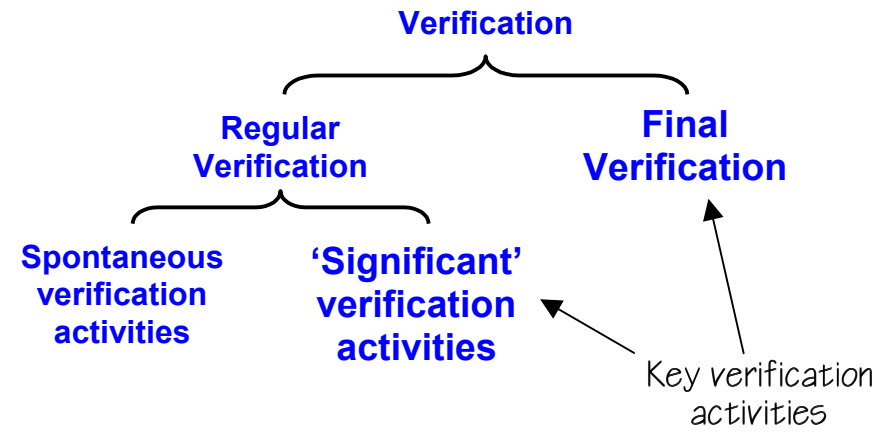 Verification
Regular
Verification
Final
Verification
Spontaneous
verification
activities
‘Significant’
verification
activities
Key verification
activities